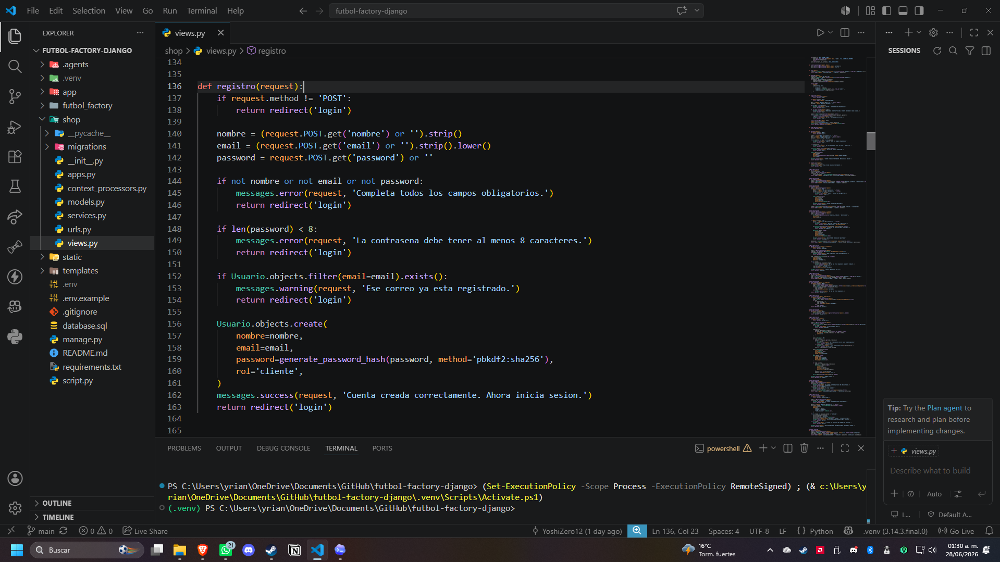 File Edit Selection View Go Run Terminal Help
futbol-factory-django
EXPLORER
FUTBOL-FACTORY-DJANGO
.agents
.venv
app
futbol_factory
shop
__pycache__
migrations
__init__.py
apps.py
context_processors.py
models.py
services.py
urls.py
views.py
static
templates
.env
.env.example
.gitignore
database.sql
manage.py
README.md
requirements.txt
script.py
OUTLINE
TIMELINE
views.py
shop > views.py > registro
134
135
136 def registro(request):
137 if request.method != 'POST':
138 return redirect('login')
139
140 nombre = (request.POST.get('nombre') or '').strip()
141 email = (request.POST.get('email') or '').strip().lower()
142 password = request.POST.get('password') or ''
143
144 if not nombre or not email or not password:
145 messages.error(request, 'Completa todos los campos obligatorios.')
146 return redirect('login')
147
148 if len(password) < 8:
149 messages.error(request, 'La contrasena debe tener al menos 8 caracteres.')
150 return redirect('login')
151
152 if Usuario.objects.filter(email=email).exists():
153 messages.warning(request, 'Ese correo ya esta registrado.')
154 return redirect('login')
155
156 Usuario.objects.create(
157 nombre=nombre,
158 email=email,
159 password=generate_password_hash(password, method='pbkdf2:sha256'),
160 rol='cliente',
161 )
162 messages.success(request, 'Cuenta creada correctamente. Ahora inicia sesion.')
163 return redirect('login')
164
165
PROBLEMS OUTPUT DEBUG CONSOLE TERMINAL PORTS
powershell
PS C:\Users\yrian\OneDrive\Documents\GitHub\futbol-factory-django> (Set-ExecutionPolicy -Scope Process -ExecutionPolicy RemoteSigned) ; (& c:\Users\y
rian\OneDrive\Documents\GitHub\futbol-factory-django\.venv\Scripts\Activate.ps1)
(.venv) PS C:\Users\yrian\OneDrive\Documents\GitHub\futbol-factory-django>
SESSIONS
Tip: Try the Plan agent to
research and plan before
implementing changes.
views.py
Describe what to build
Auto
L...
Default A...
main
0 0
Live Share
YoshiZero12 (1 day ago)
Ln 136, Col 23
Spaces: 4
UTF-8
LF
{ } Python
.venv (3.14.3.final.0)
Go Live
Buscar
21
16°C
Torm. fuertes
01:30 a. m.
28/06/2026